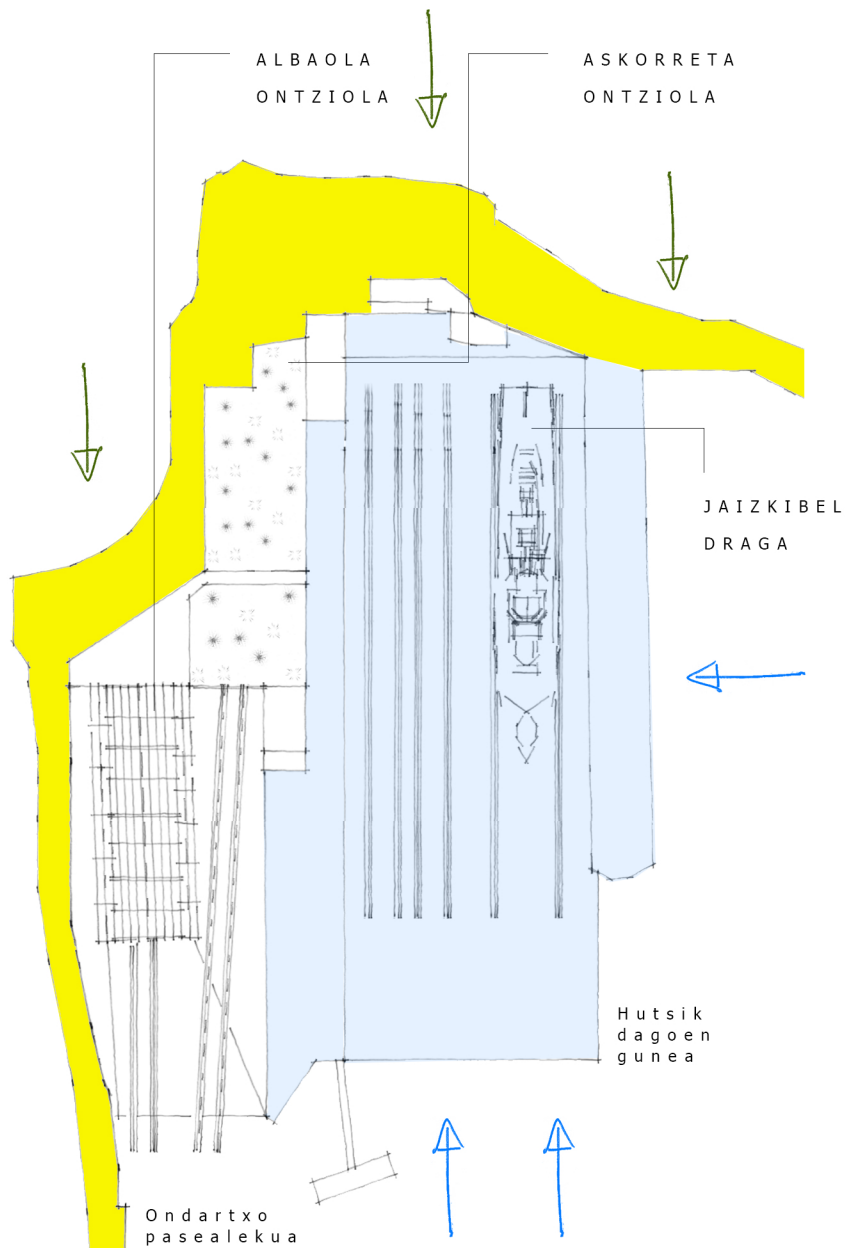 ALBAOLA
ONTZIOLA
ASKORRETA
ONTZIOLA
JAIZKIBEL
DRAGA
Hutsik
dagoen
gunea
Ondartxo
pasealekua